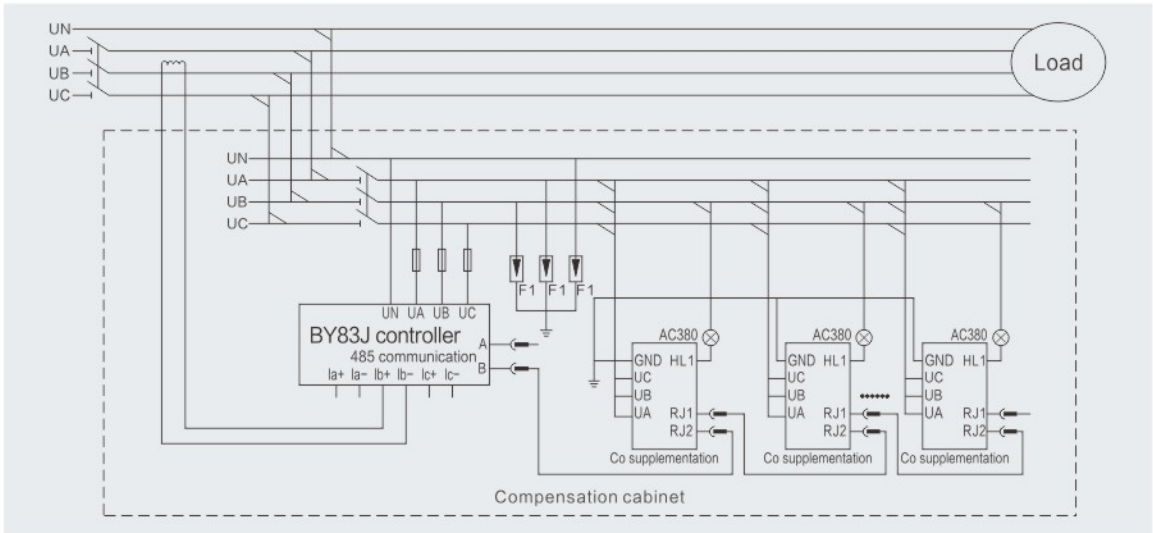 UN
UA
UB
UC
Load
UN
UA
UB
UC
F1 F1
UN UA UB UC
BY83J controller
485 communication
A
B
Ia+ Ia− Ib+ Ib− Ic+ Ic−
AC380 AC380 AC380
GND HL1
UC
UB
UA RJ1
RJ2
Co supplementation
GND HL1
UC
UB
UA RJ1
RJ2
Co supplementation
GND HL1
UC
UB
UA RJ1
RJ2
Co supplementation
Compensation cabinet